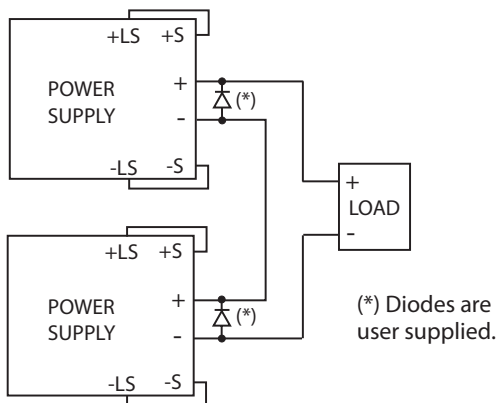 +LS +S
POWER
SUPPLY
+
-
(*)
-LS -S
+
LOAD
-
+LS +S
POWER
SUPPLY
+
-
(*)
-LS -S
(*) Diodes are
user supplied.